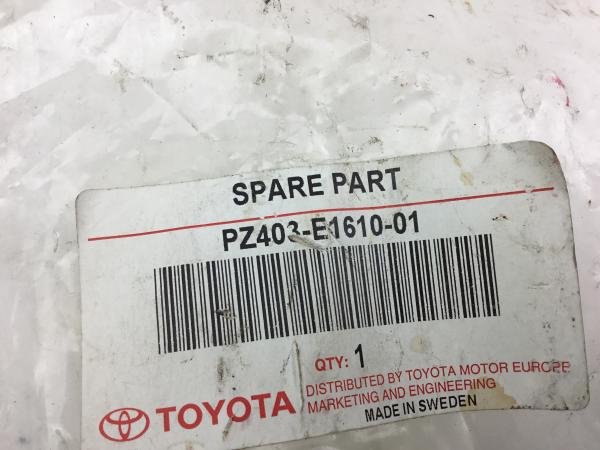 SPARE PART
PZ403-E1610-01
QTY: 1
TOYOTA
DISTRIBUTED BY TOYOTA MOTOR EUROPE
MARKETING AND ENGINEERING
MADE IN SWEDEN